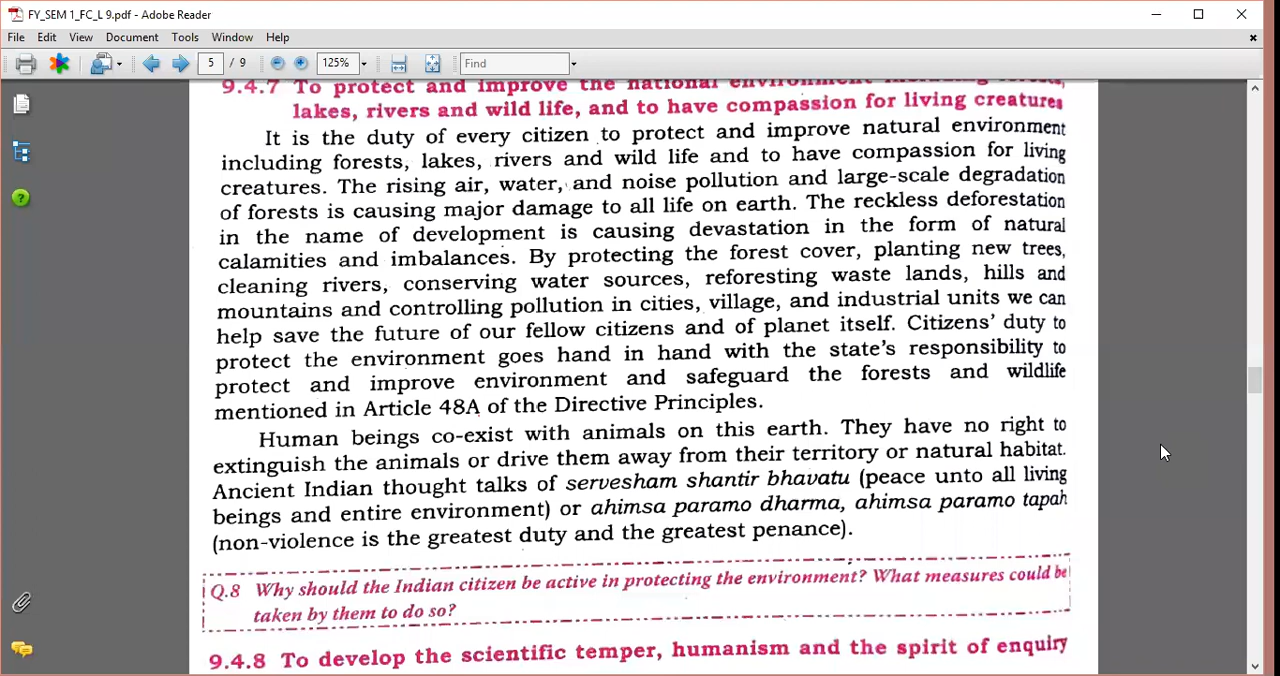 FY_SEM 1_FC_L 9.pdf - Adobe Reader
File Edit View Document Tools Window Help
5 / 9 125% Find
9.4.7 To protect and improve the national environment including forests,
lakes, rivers and wild life, and to have compassion for living creatures
It is the duty of every citizen to protect and improve natural environment
including forests, lakes, rivers and wild life and to have compassion for living
creatures. The rising air, water, and noise pollution and large-scale degradation
of forests is causing major damage to all life on earth. The reckless deforestation
in the name of development is causing devastation in the form of natural
calamities and imbalances. By protecting the forest cover, planting new trees,
cleaning rivers, conserving water sources, reforesting waste lands, hills and
mountains and controlling pollution in cities, village, and industrial units we can
help save the future of our fellow citizens and of planet itself. Citizens' duty to
protect the environment goes hand in hand with the state's responsibility to
protect and improve environment and safeguard the forests and wildlife
mentioned in Article 48A of the Directive Principles.
Human beings co-exist with animals on this earth. They have no right to
extinguish the animals or drive them away from their territory or natural habitat.
Ancient Indian thought talks of servesham shantir bhavatu (peace unto all living
beings and entire environment) or ahimsa paramo dharma, ahimsa paramo tapah
(non-violence is the greatest duty and the greatest penance).
Q.8 Why should the Indian citizen be active in protecting the environment? What measures could be
taken by them to do so?
9.4.8 To develop the scientific temper, humanism and the spirit of enquiry